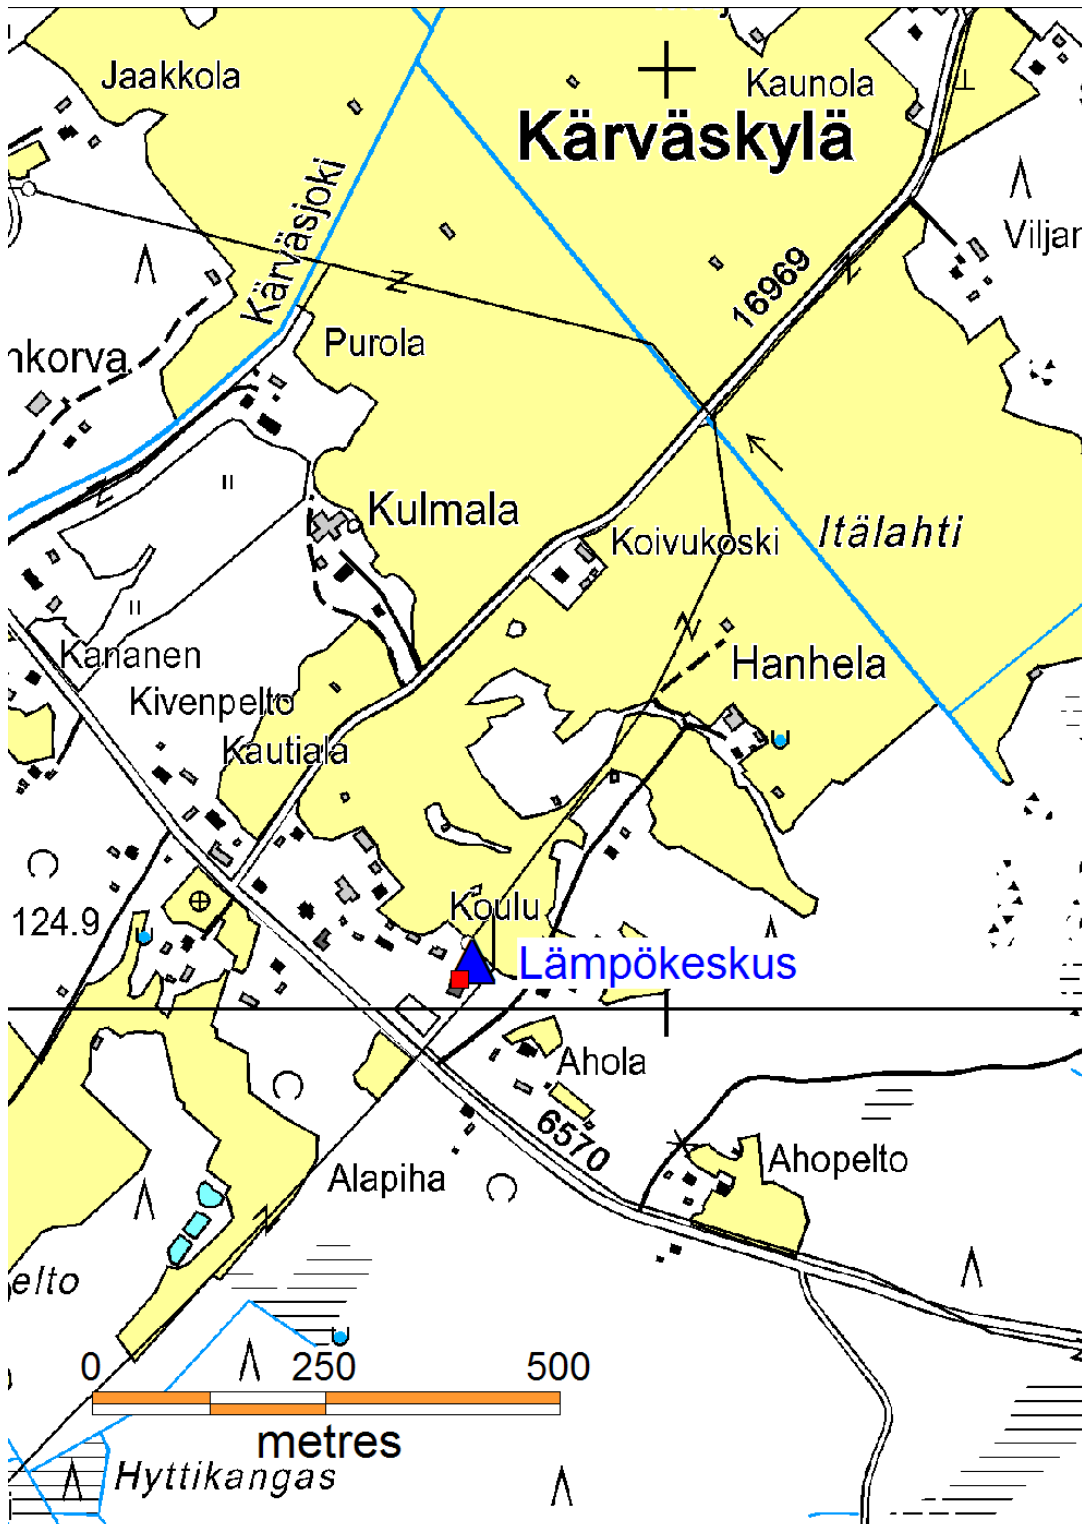 Jaakkola
Kaunola
Kärväskylä
Kärväsjoki
Viljan
16969
nkorva
Purola
Kulmala
Koivukoski
Itälahti
Kananen
Hanhela
Kivenpelto
Kautiala
124.9
Koulu
Lämpökeskus
Ahola
6570
Ahopelto
Alapiha
elto
0 250 500
metres
Hyttikangas